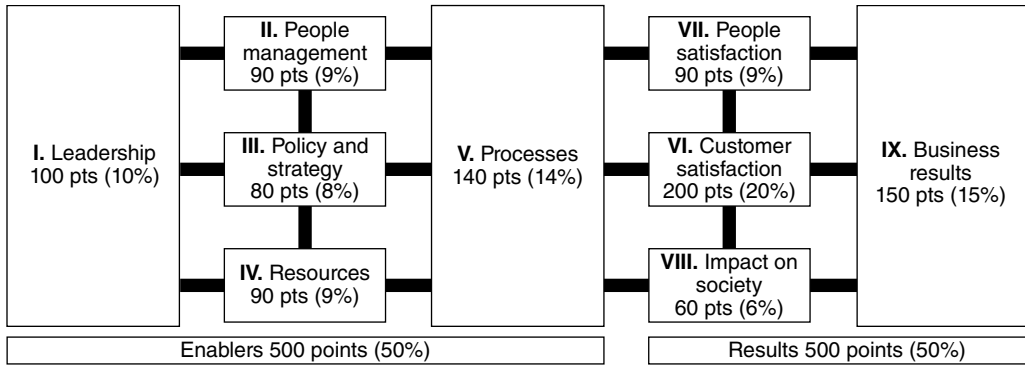 I. Leadership
100 pts (10%)
II. People
management
90 pts (9%)
III. Policy and
strategy
80 pts (8%)
IV. Resources
90 pts (9%)
V. Processes
140 pts (14%)
VII. People
satisfaction
90 pts (9%)
VI. Customer
satisfaction
200 pts (20%)
VIII. Impact on
society
60 pts (6%)
IX. Business
results
150 pts (15%)
Enablers 500 points (50%)
Results 500 points (50%)